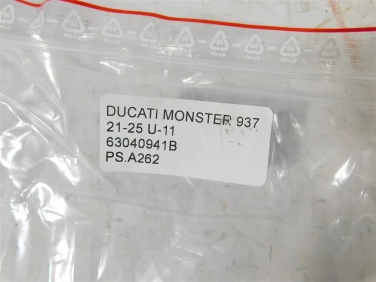 DUCATI MONSTER 937
21-25 U-11
63040941B
PS.A262